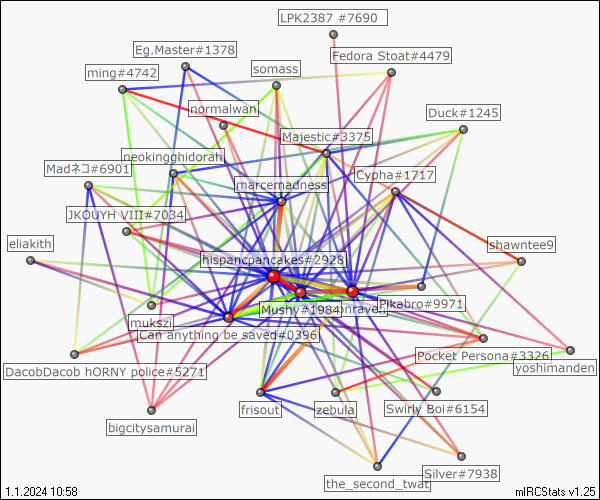 LPK2387 #7690
Eg.Master#1378
Fedora Stoat#4479
ming#4742
somass
normalwan
Duck#1245
Majestic#3375
neokingghidorah
Madネコ#6901
Cypha#1717
marcemadness
JKOUYH VIII#7034
eliakith
shawntee9
hispancpancakes#2928
Mushy#1984
Pikabro#9971
mukszi
Can anything be saved#0396
Pocket Persona#3326
DacobDacob hORNY police#5271
yoshimanden
frisout
zebula
Swirly Boi#6154
bigcitysamurai
Silver#7938
the_second_twat
1.1.2024 10:58
mIRCStats v1.25